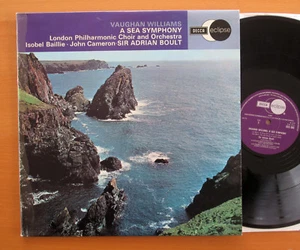 VAUGHAN WILLIAMS
A SEA SYMPHONY
London Philharmonic Choir and Orchestra
Isobel Baillie · John Cameron SIR ADRIAN BOULT
DECCA eclipse